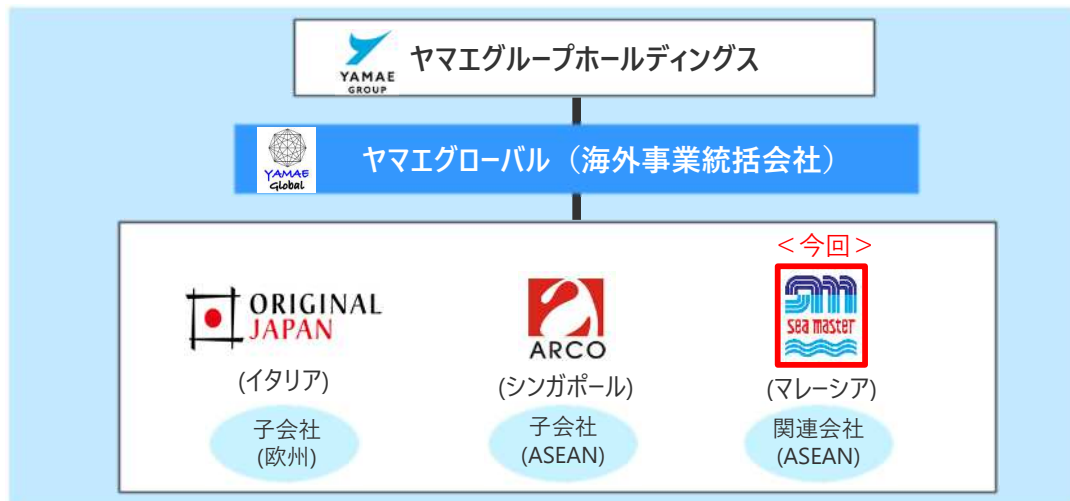 YAMAE
GROUP
ヤマエグループホールディングス
YAMAE
Global
ヤマエグローバル（海外事業統括会社）
＜今回＞
ORIGINAL
JAPAN
(イタリア)
子会社
(欧州)
ARCO
(シンガポール)
子会社
(ASEAN)
sea master
(マレーシア)
関連会社
(ASEAN)